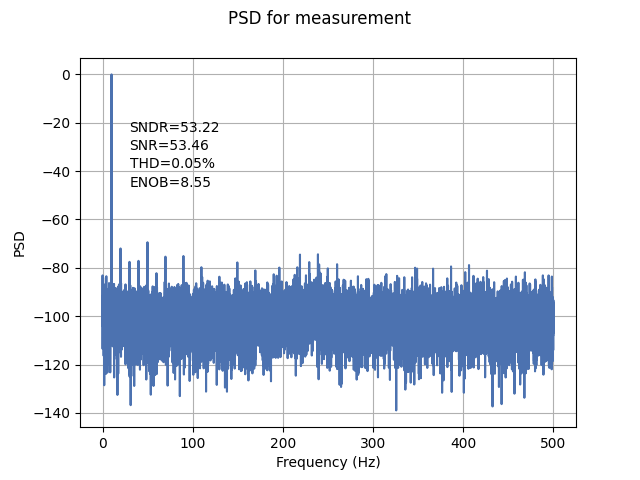 PSD for measurement
0
−20
−40
−60
−80
−100
−120
−140
PSD
SNDR=53.22
SNR=53.46
THD=0.05%
ENOB=8.55
0
100
200
300
400
500
Frequency (Hz)